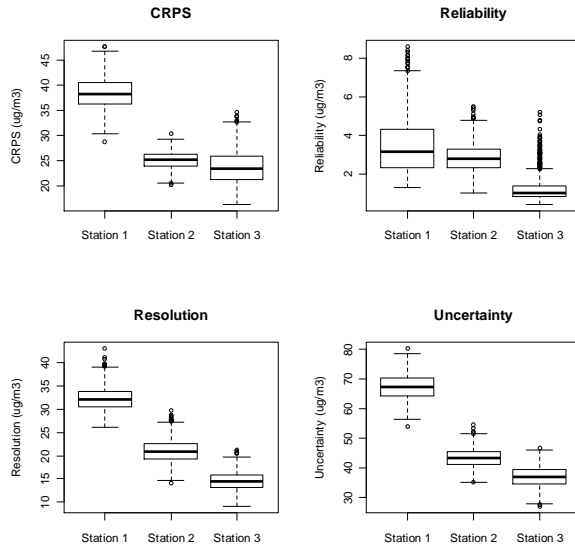 CRPS
CRPS (ug/m3)
20 25 30 35 40 45
Station 1 Station 2 Station 3
Reliability
Reliability (ug/m3)
2 4 6 8
Station 1 Station 2 Station 3
Resolution
Resolution (ug/m3)
10 15 20 25 30 35 40
Station 1 Station 2 Station 3
Uncertainty
Uncertainty (ug/m3)
30 40 50 60 70 80
Station 1 Station 2 Station 3